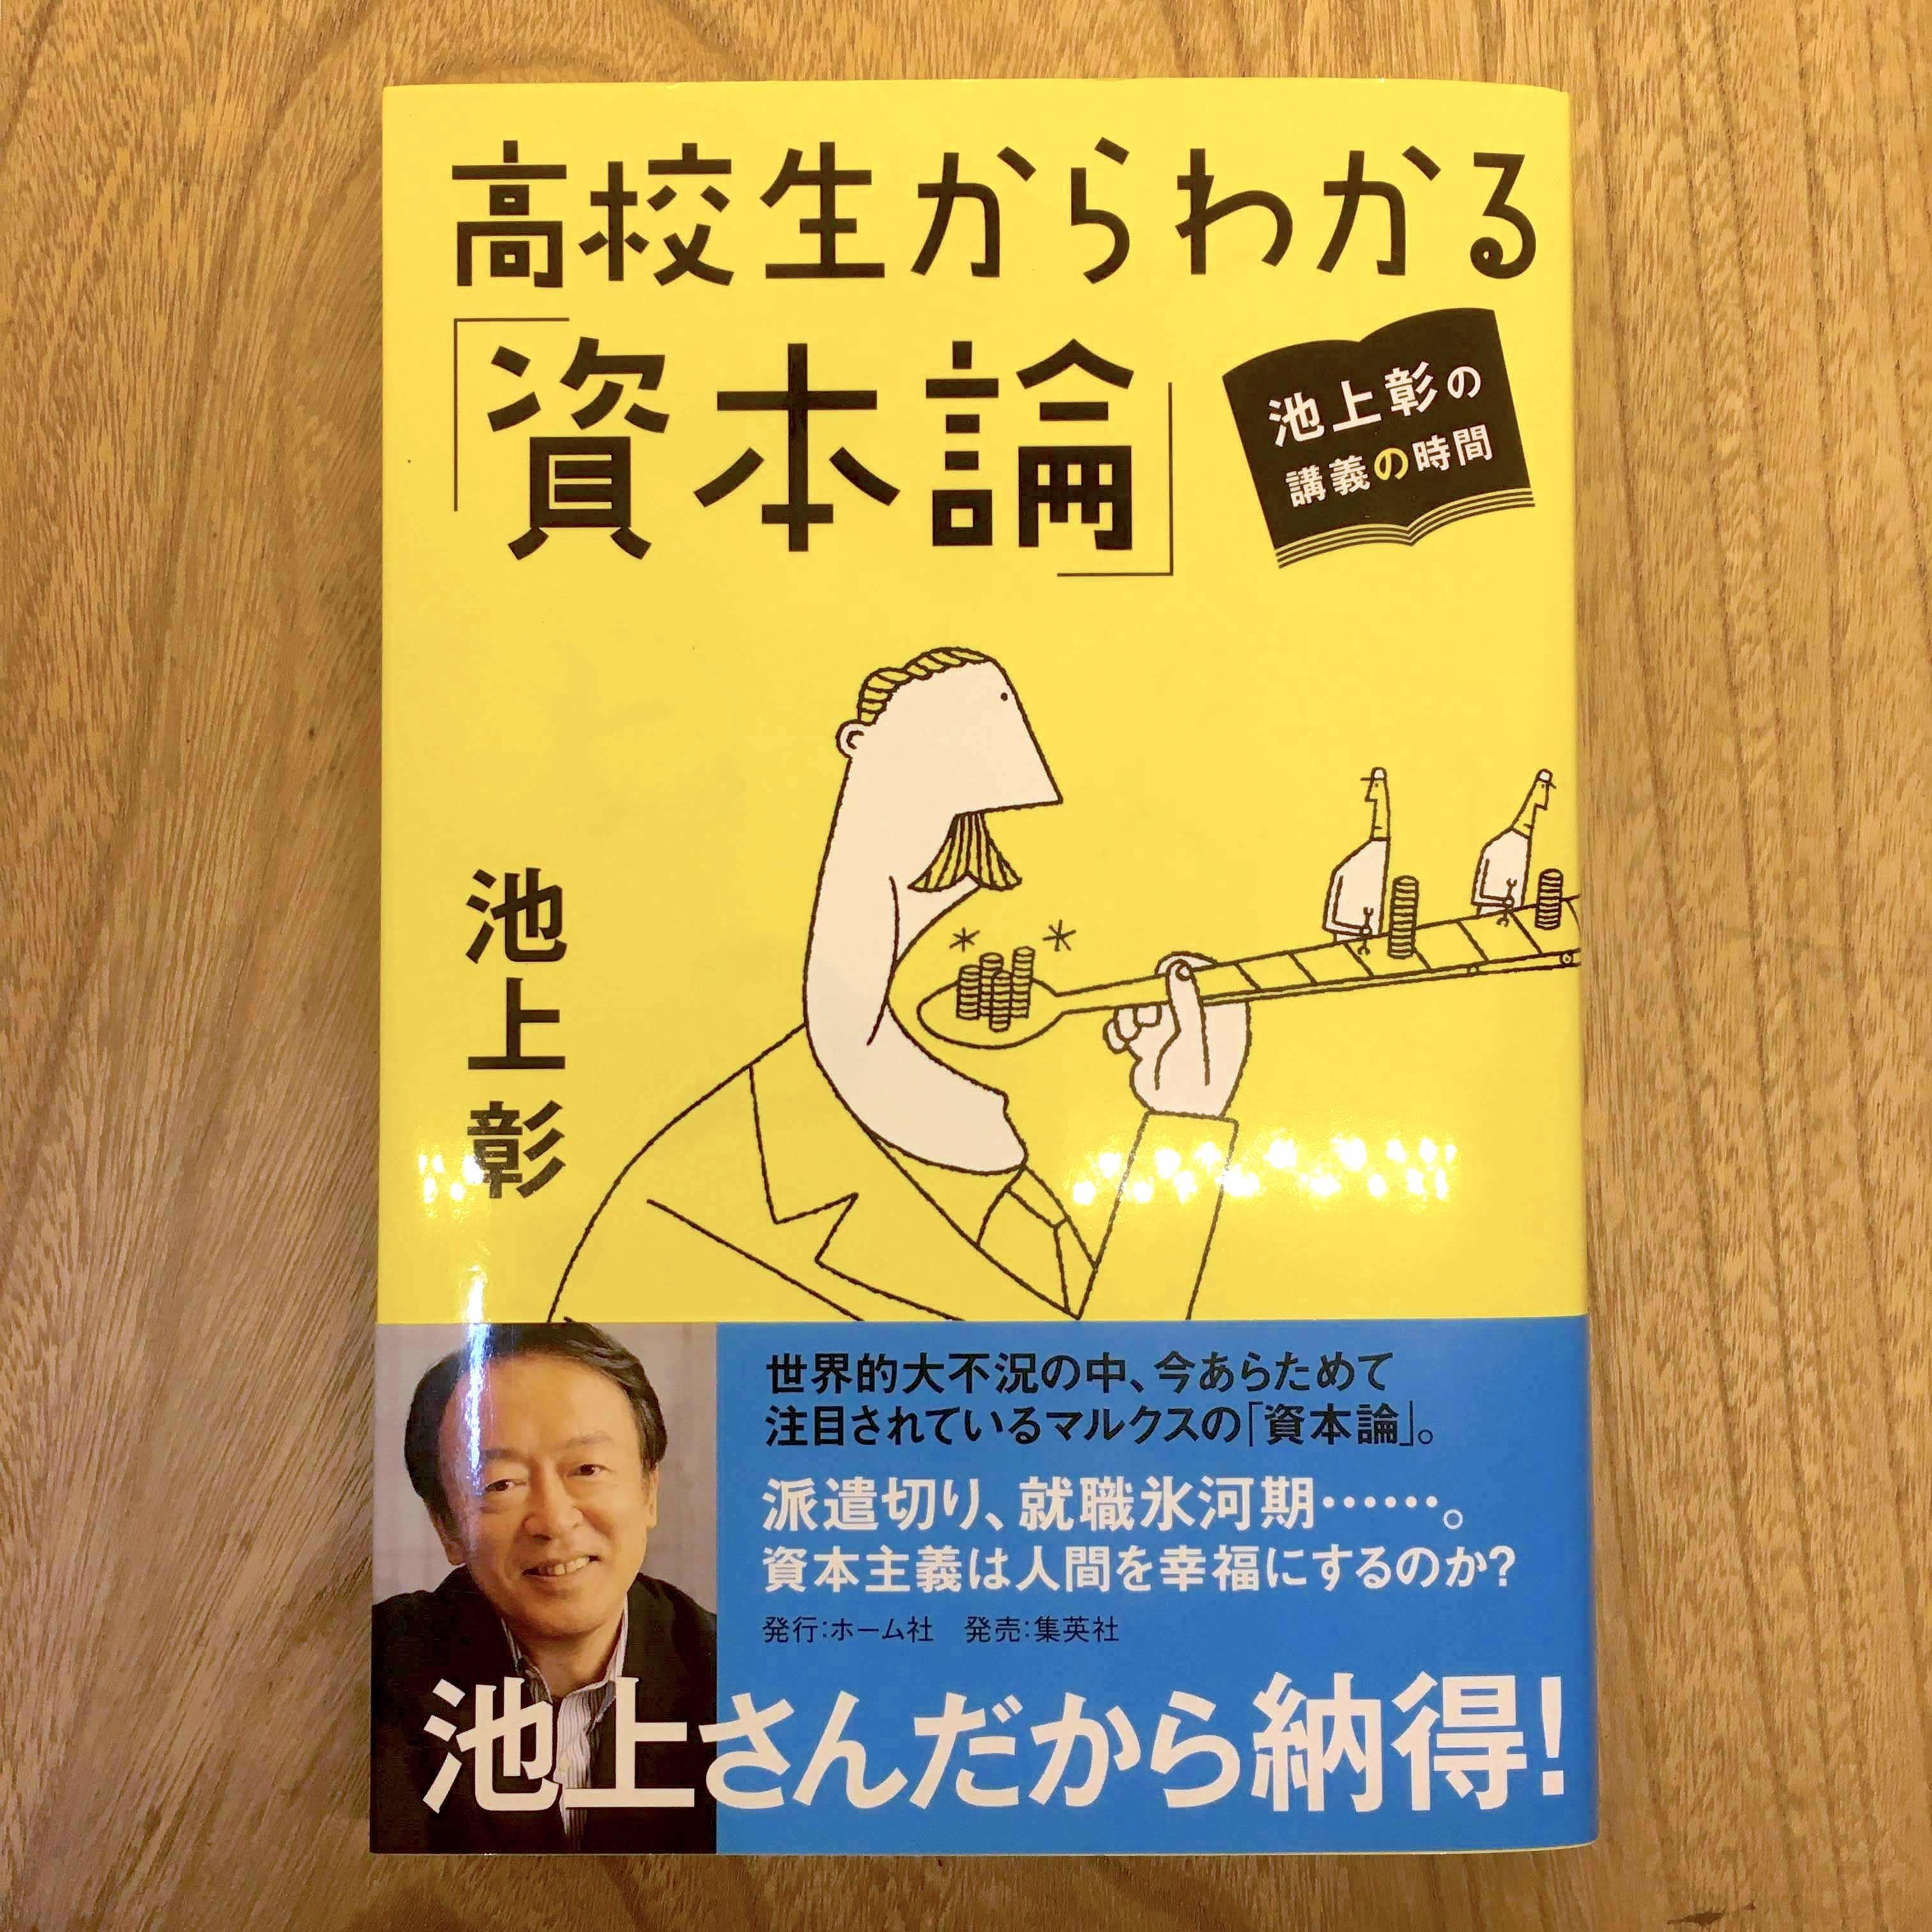 高校生からわかる
「資本論」
池上彰の
講義の時間
池上彰
世界的大不況の中、今あらためて
注目されているマルクスの「資本論」。
派遣切り、就職氷河期……。
資本主義は人間を幸福にするのか?
発行:ホーム社　発売:集英社
池上さんだから納得!